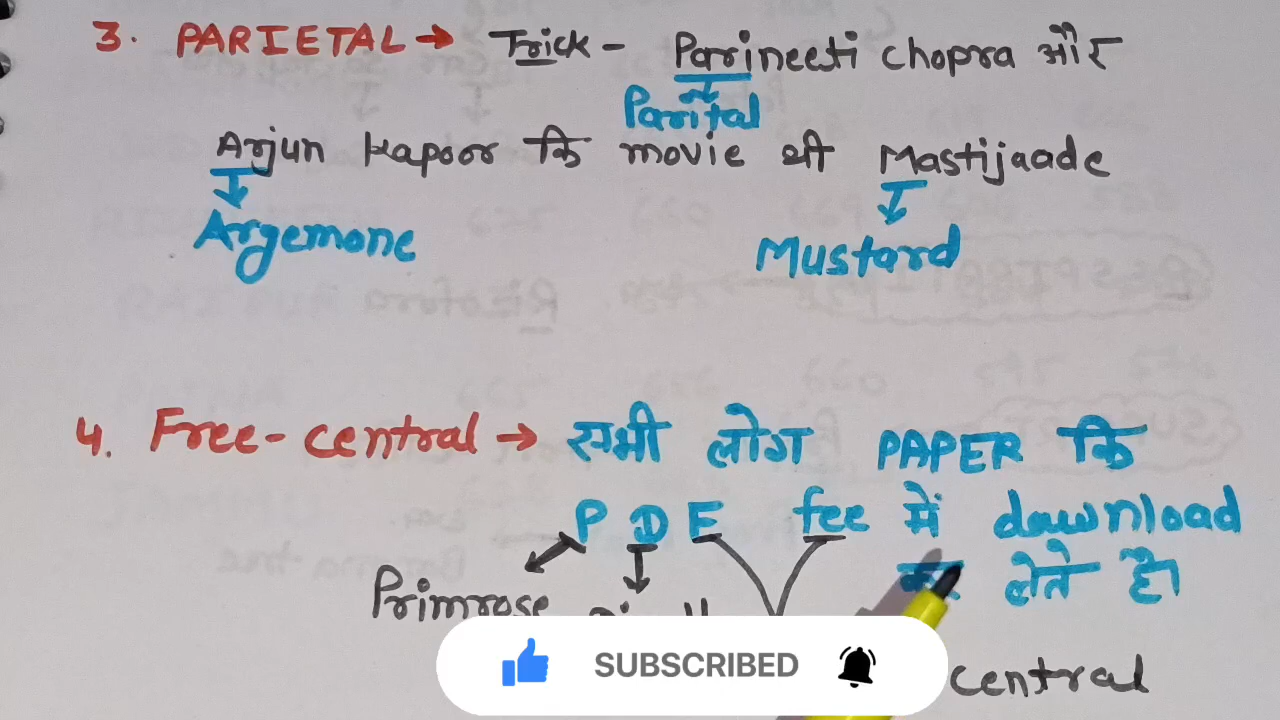 3. PARIETAL → Trick - Parineeti chopra और
Parital
Arjun Kapoor कि movie थी Mastijaade
Argemone Mustard
4. Free-central → सभी लोग PAPER कि
P D F fee में download
कर लेते है।
Primrose
SUBSCRIBED
central